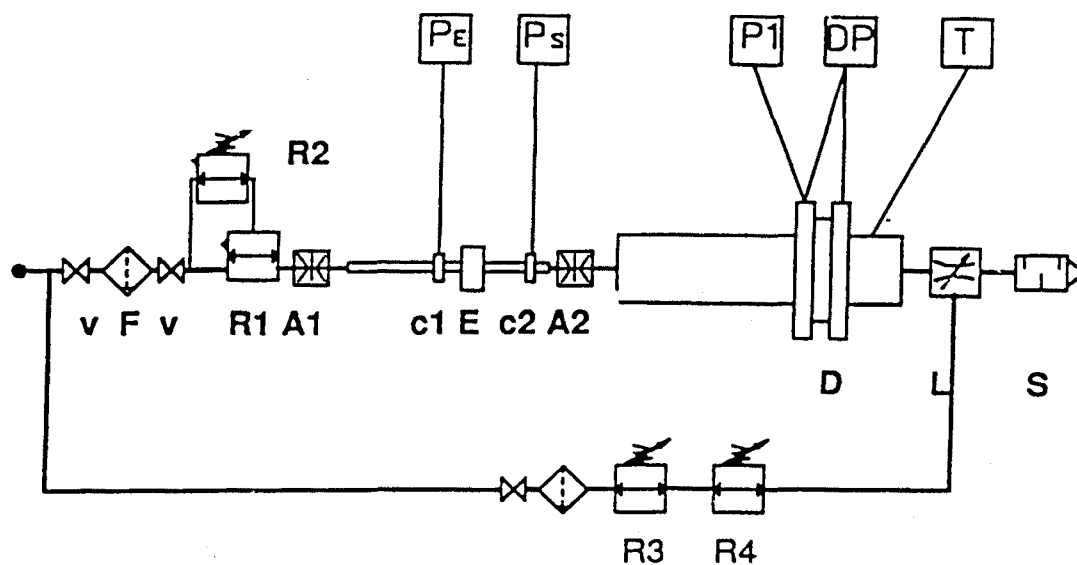 PE PS P1 DP T
R2
v F v R1 A1 c1 E c2 A2
D L S
R3 R4